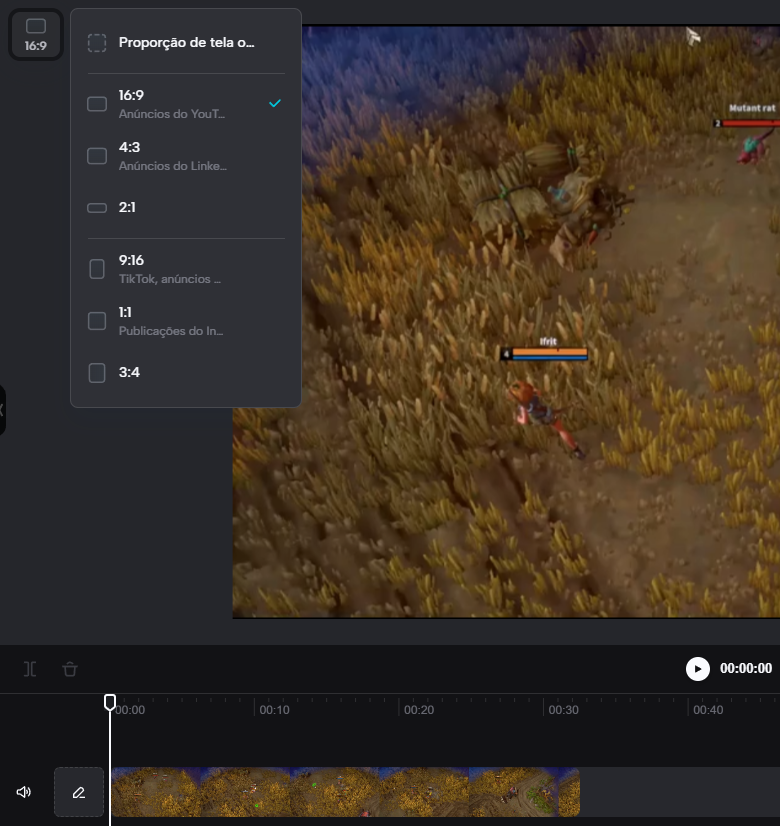 16:9
Proporção de tela o...
16:9
Anúncios do YouT...
4:3
Anúncios do Linke...
2:1
9:16
TikTok, anúncios ...
1:1
Publicações do In...
3:4
Mutant rat
2
Ifrit
4
00:00:00
00:00
00:10
00:20
00:30
00:40